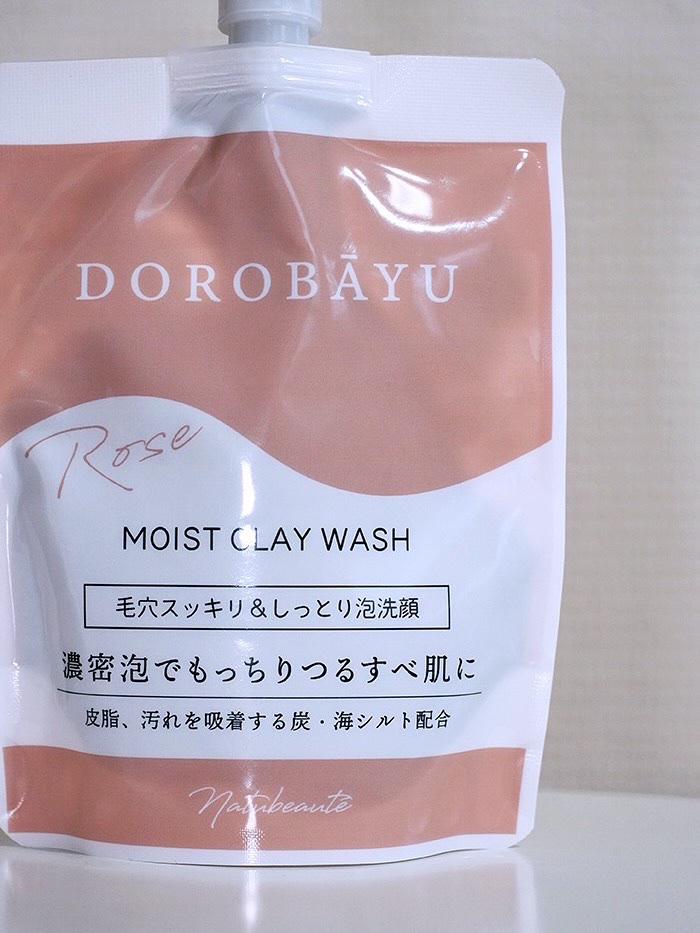 DOROBĀYU
Rose
MOIST CLAY WASH
毛穴スッキリ&しっとり泡洗顔
濃密泡でもっちりつるすべ肌に
皮脂、汚れを吸着する炭・海シルト配合
Natubeauté